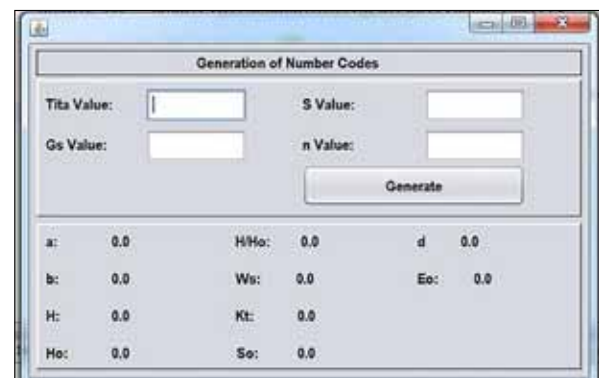 Generation of Number Codes
Tita Value: S Value:
Gs Value: n Value:
Generate
a: 0.0 H/Ho: 0.0 d 0.0
b: 0.0 Ws: 0.0 Eo: 0.0
H: 0.0 Kt: 0.0
Ho: 0.0 So: 0.0